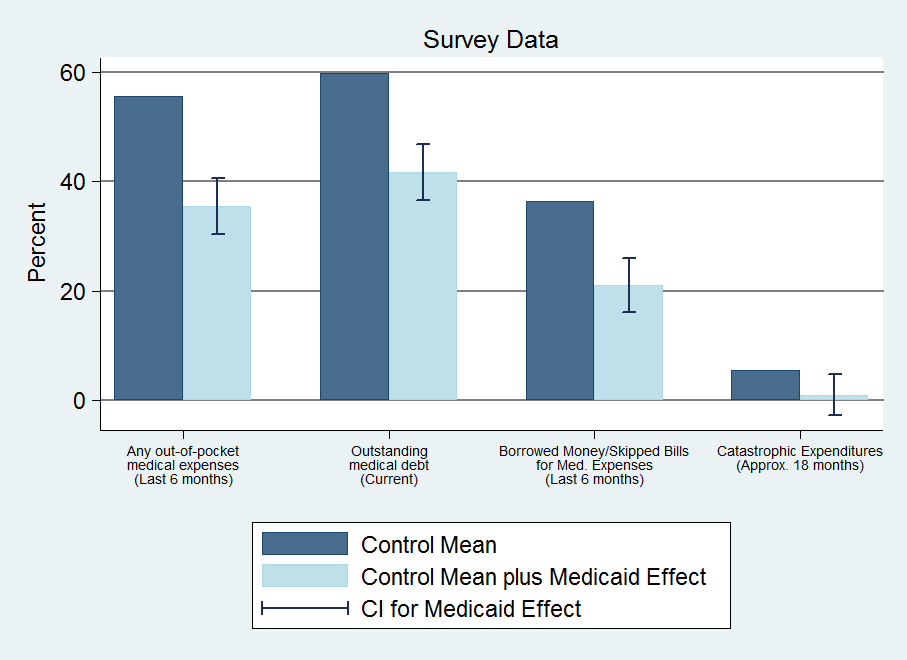 Survey Data
Percent
60
40
20
0
Any out-of-pocket
medical expenses
(Last 6 months)
Outstanding
medical debt
(Current)
Borrowed Money/Skipped Bills
for Med. Expenses
(Last 6 months)
Catastrophic Expenditures
(Approx. 18 months)
Control Mean
Control Mean plus Medicaid Effect
CI for Medicaid Effect